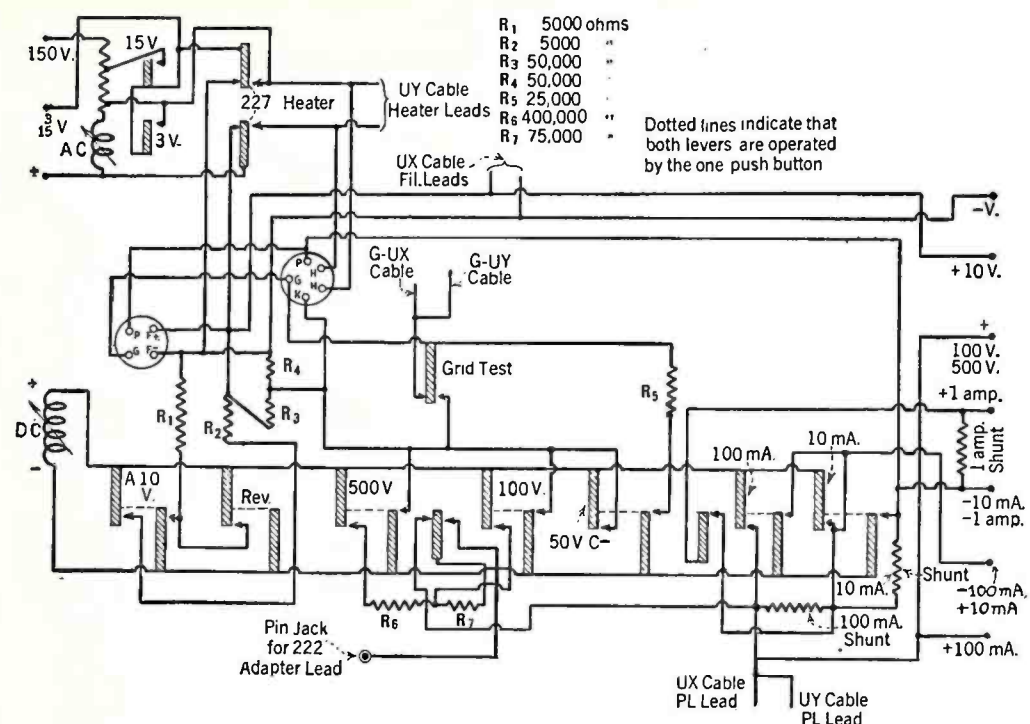 R1 5000 ohms
R2 5000 "
R3 50,000 "
R4 50,000 "
R5 25,000 "
R6 400,000 "
R7 75,000 "
150 V.
15 V
3
15 V
AC
3 V-
±
227 Heater
UY Cable
Heater Leads
UX Cable
Fil. Leads
Dotted lines indicate that
both levers are operated
by the one push button
-V.
+10 V.
+
100 V.
500 V.
+1 amp.
1 amp.
Shunt
-10 mA.
-1 amp.
-100 mA,
+10 mA
+100 mA.
G-UX
Cable
G-UY
Cable
P
H
G
H
K
P F+
G F-
Grid Test
R4
R3
R1
R2
R5
+
DC
-
A 10
V.
Rev.
500 V
100 V.
50 V C-
100 mA.
10 mA.
10 mA.
Shunt
R6
R7
100 mA.
Shunt
Pin Jack
for 222
Adapter Lead
UX Cable
PL Lead
UY Cable
PL Lead